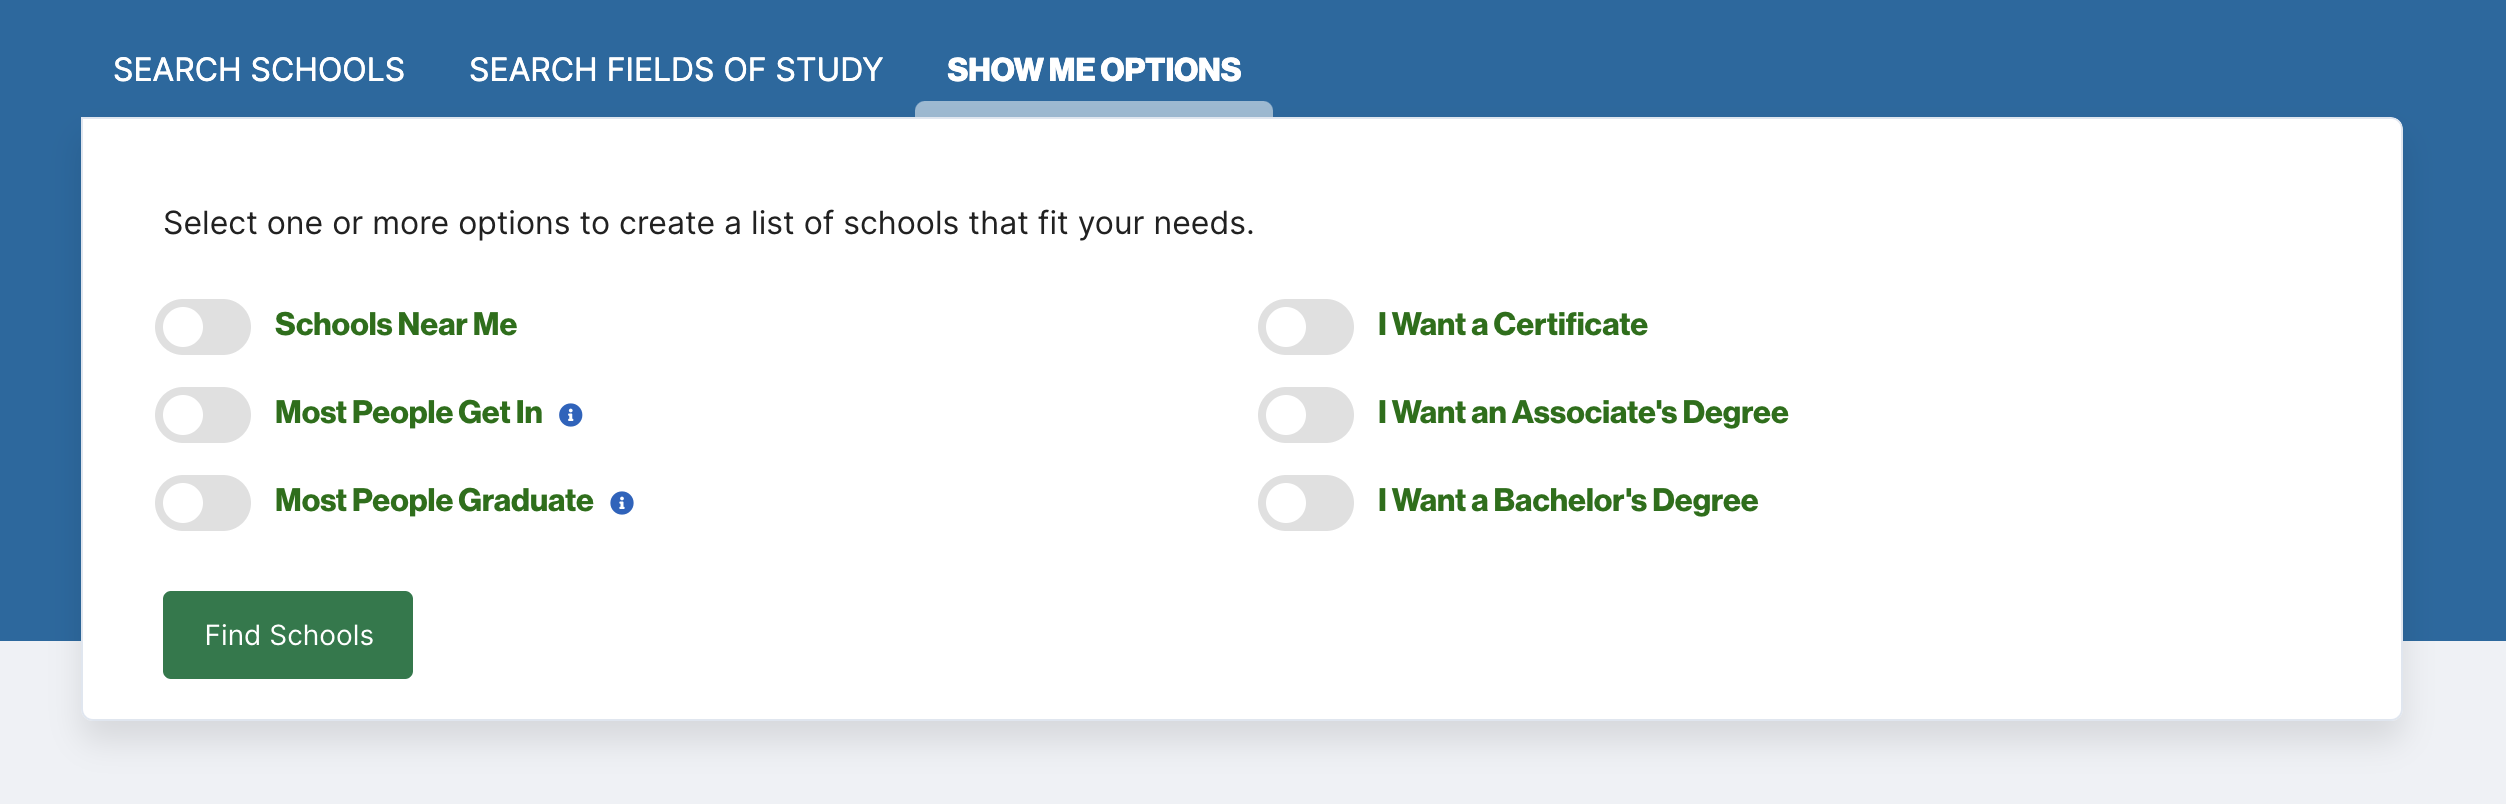 SEARCH SCHOOLS
SEARCH FIELDS OF STUDY
SHOW ME OPTIONS
Select one or more options to create a list of schools that fit your needs.
Schools Near Me
Most People Get In
Most People Graduate
I Want a Certificate
I Want an Associate's Degree
I Want a Bachelor's Degree
Find Schools